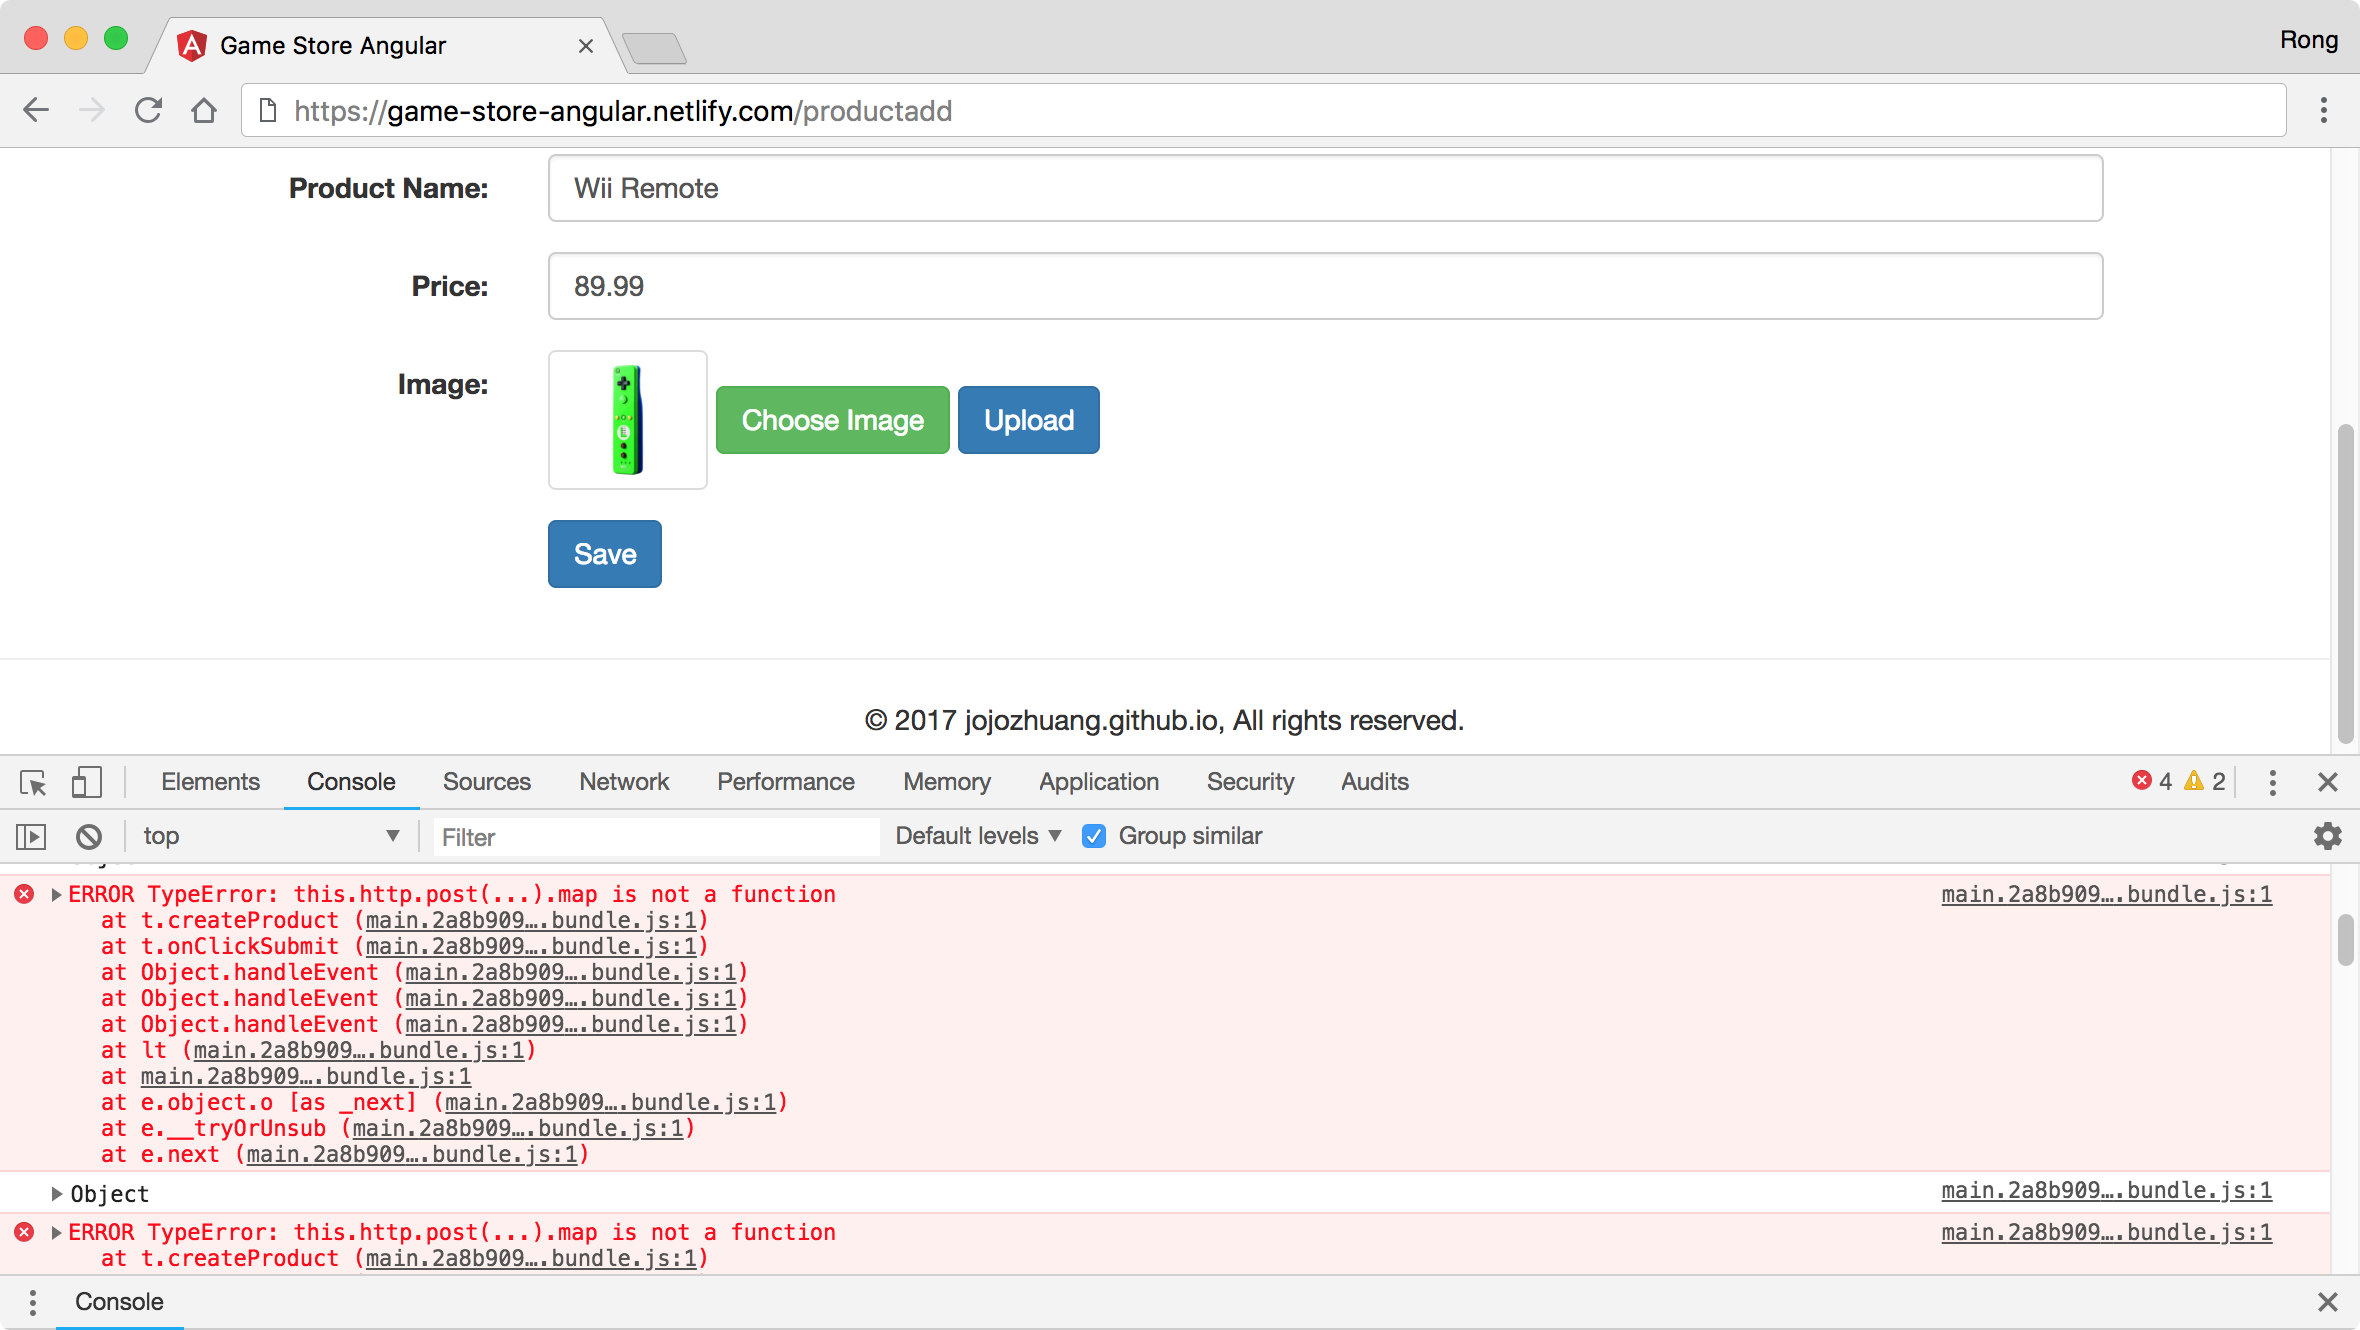 Game Store Angular
Rong
https://game-store-angular.netlify.com/productadd
Product Name:
Wii Remote
Price:
89.99
Image:
Choose Image
Upload
Save
© 2017 jojozhuang.github.io, All rights reserved.
Elements Console Sources Network Performance Memory Application Security Audits 4 2
top Filter Default levels Group similar
ERROR TypeError: this.http.post(...).map is not a function main.2a8b909….bundle.js:1
at t.createProduct (main.2a8b909….bundle.js:1)
at t.onClickSubmit (main.2a8b909….bundle.js:1)
at Object.handleEvent (main.2a8b909….bundle.js:1)
at Object.handleEvent (main.2a8b909….bundle.js:1)
at Object.handleEvent (main.2a8b909….bundle.js:1)
at lt (main.2a8b909….bundle.js:1)
at main.2a8b909….bundle.js:1
at e.object.o [as _next] (main.2a8b909….bundle.js:1)
at e.__tryOrUnsub (main.2a8b909….bundle.js:1)
at e.next (main.2a8b909….bundle.js:1)
Object main.2a8b909….bundle.js:1
ERROR TypeError: this.http.post(...).map is not a function main.2a8b909….bundle.js:1
at t.createProduct (main.2a8b909….bundle.js:1)
Console